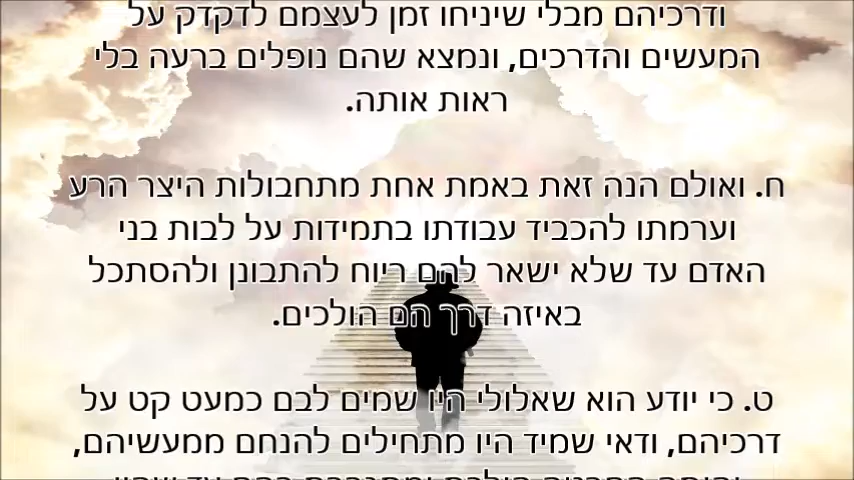 ודרכיהם מבלי שיניחו זמן לעצמם לדקדק על
המעשים והדרכים, ונמצא שהם נופלים ברעה בלי
ראות אותה.
ח. ואולם הנה זאת באמת אחת מתחבולות היצר הרע
וערמתו להכביד עבודתו בתמידות על לבות בני
האדם עד שלא ישאר להם ריוח להתבונן ולהסתכל
באיזה דרך הם הולכים.
ט. כי יודע הוא שאלולי היו שמים לבם כמעט קט על
דרכיהם, ודאי שמיד היו מתחילים להנחם ממעשיהם,